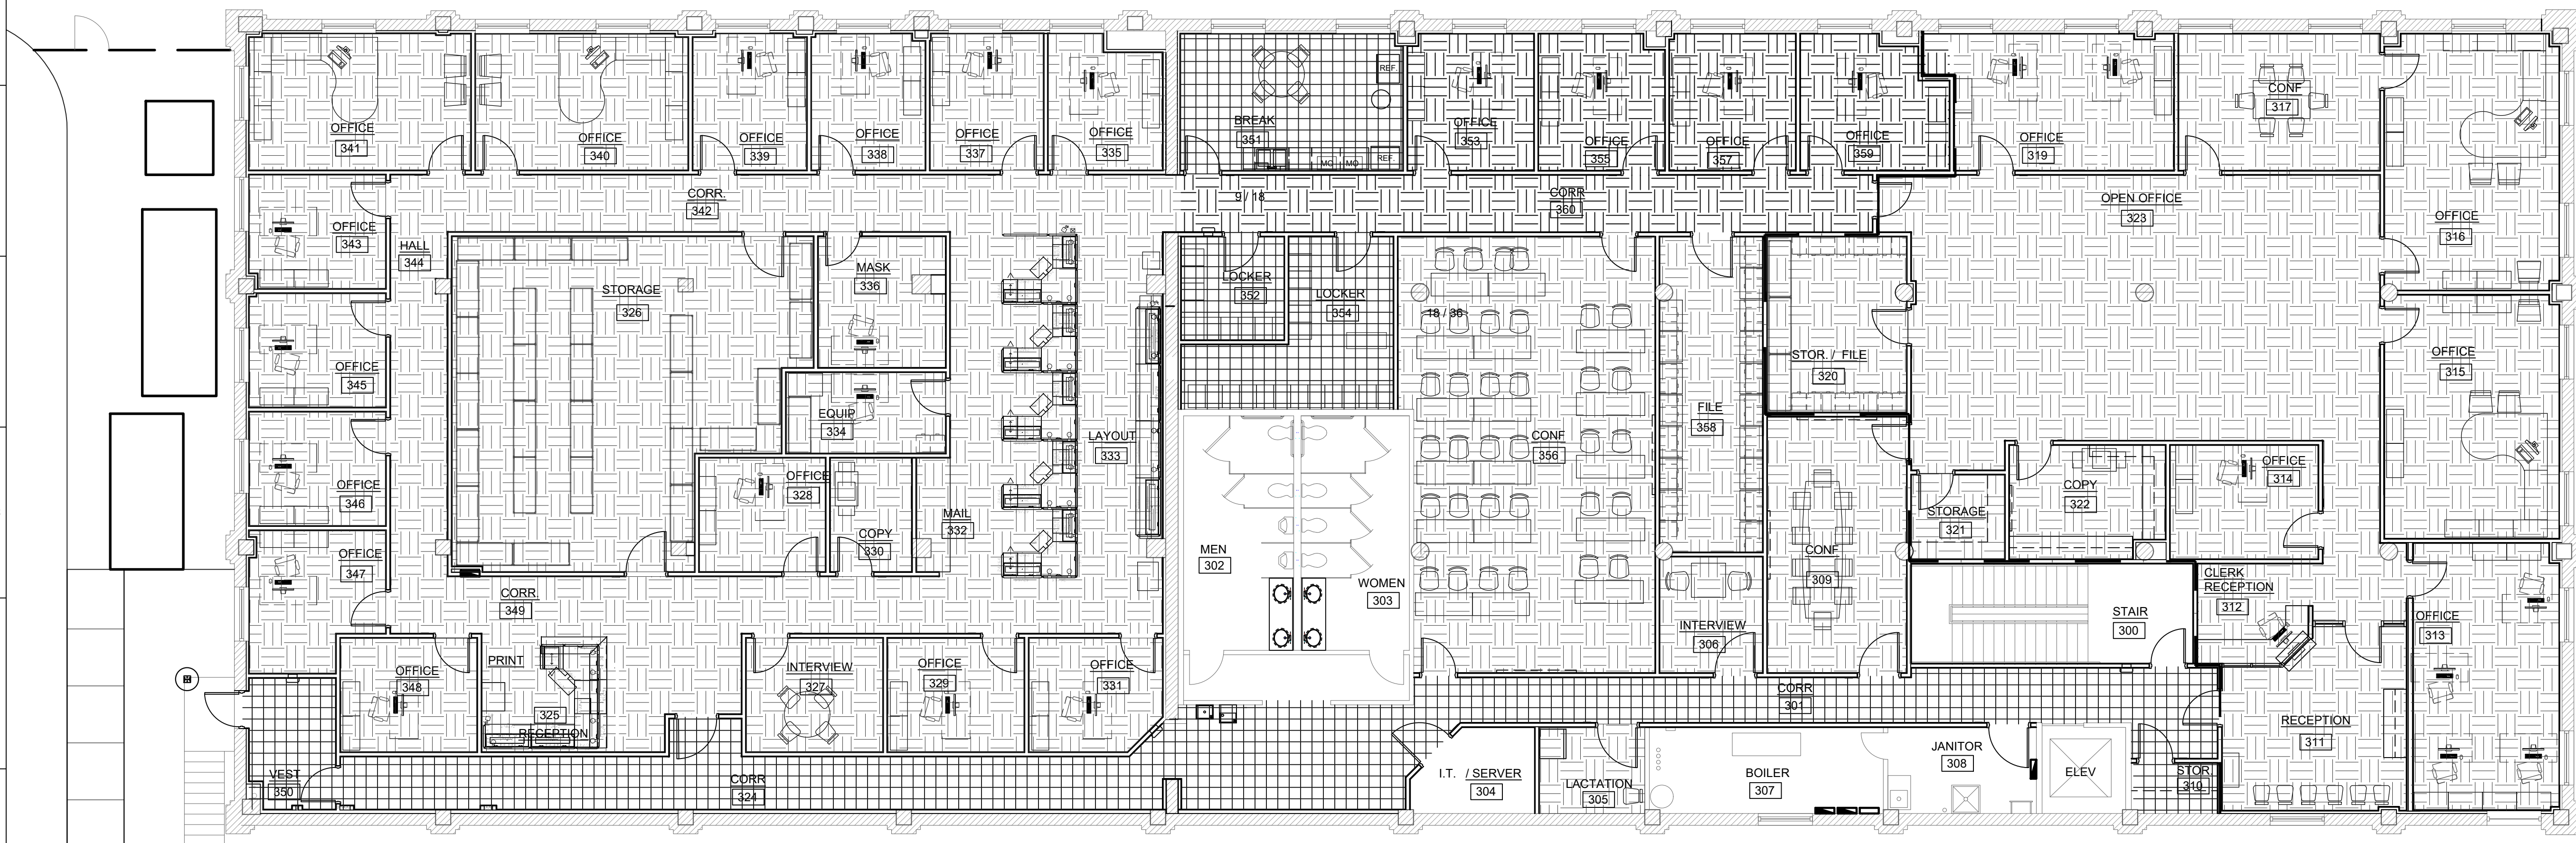 OFFICE
341
OFFICE
340
OFFICE
339
OFFICE
338
OFFICE
337
OFFICE
335
BREAK
351
REF.
MO
MO
REF.
OFFICE
353
OFFICE
355
OFFICE
357
OFFICE
359
OFFICE
319
CONF
317
OFFICE
343
HALL
344
CORR.
342
9 / 18
CORR
360
OPEN OFFICE
323
OFFICE
316
STORAGE
326
MASK
336
LOCKER
352
LOCKER
354
18 / 36
STOR. / FILE
320
OFFICE
345
OFFICE
315
EQUIP
334
LAYOUT
333
CONF
356
FILE
358
OFFICE
346
OFFICE
328
COPY
330
MAIL
332
STORAGE
321
COPY
322
OFFICE
314
OFFICE
347
CORR.
349
MEN
302
WOMEN
303
CONF
309
INTERVIEW
306
STAIR
300
CLERK
RECEPTION
312
OFFICE
313
OFFICE
348
PRINT
325
RECEPTION
INTERVIEW
327
OFFICE
329
OFFICE
331
CORR
301
RECEPTION
311
VEST
350
CORR
324
I.T. / SERVER
304
LACTATION
305
BOILER
307
JANITOR
308
ELEV
STOR.
310